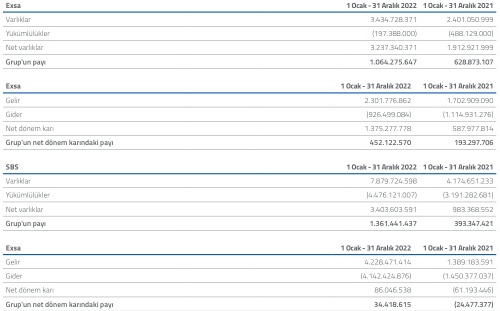 Exsa 1 Ocak - 31 Aralık 2022 1 Ocak - 31 Aralık 2021
Varlıklar 3.434.728.371 2.401.050.999
Yükümlülükler (197.388.000) (488.129.000)
Net varlıklar 3.237.340.371 1.912.921.999
Grup'un payı 1.064.275.647 628.873.107
Exsa 1 Ocak - 31 Aralık 2022 1 Ocak - 31 Aralık 2021
Gelir 2.301.776.862 1.702.909.090
Gider (926.499.084) (1.114.931.276)
Net dönem karı 1.375.277.778 587.977.814
Grup'un net dönem karındaki payı 452.122.570 193.297.706
SBS 1 Ocak - 31 Aralık 2022 1 Ocak - 31 Aralık 2021
Varlıklar 7.879.724.598 4.174.651.233
Yükümlülükler (4.476.121.007) (3.191.282.681)
Net varlıklar 3.403.603.591 983.368.552
Grup'un payı 1.361.441.437 393.347.421
Exsa 1 Ocak - 31 Aralık 2022 1 Ocak - 31 Aralık 2021
Gelir 4.228.471.414 1.389.183.591
Gider (4.142.424.876) (1.450.377.037)
Net dönem karı 86.046.538 (61.193.446)
Grup'un net dönem karındaki payı 34.418.615 (24.477.377)